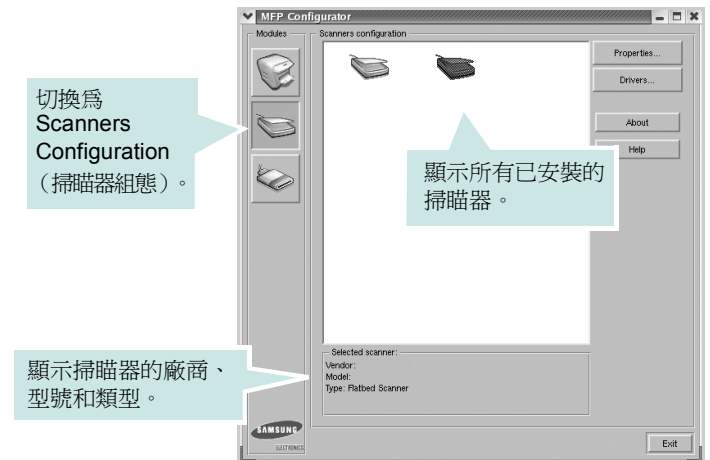 MFP Configurator
Modules
Scanners configuration
Properties...
Drivers...
About
Help
切換爲
Scanners
Configuration
（掃瞄器組態）。
顯示所有已安裝的
掃瞄器。
Selected scanner:
Vendor:
Model:
Type: Flatbed Scanner
顯示掃瞄器的廠商、
型號和類型。
SAMSUNG
ELECTRONICS
Exit